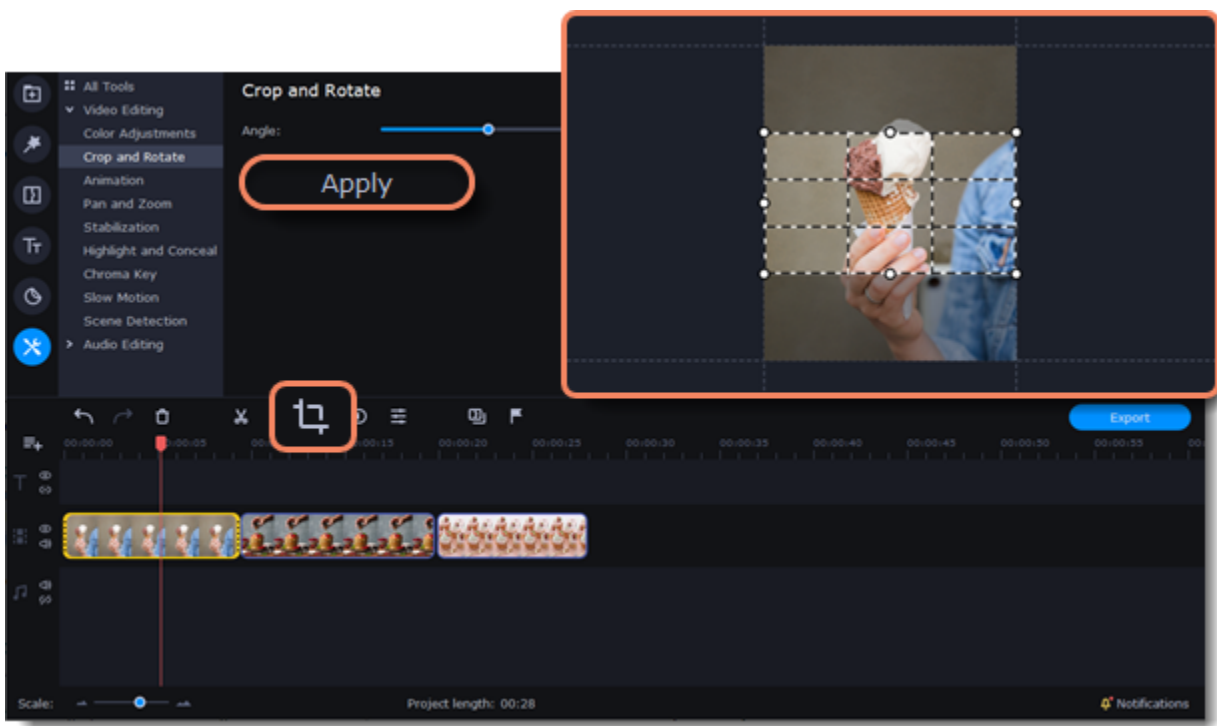 All Tools
Video Editing
Color Adjustments
Crop and Rotate
Animation
Pan and Zoom
Stabilization
Highlight and Conceal
Chroma Key
Slow Motion
Scene Detection
Audio Editing
Crop and Rotate
Angle:
Apply
Export
00:00:00 00:00:15 00:00:20 00:00:25 00:00:30 00:00:35 00:00:40 00:00:45 00:00:50 00:00:55
Scale:
Project length: 00:28
Notifications